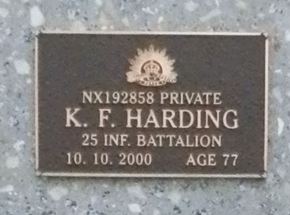 NX192858 PRIVATE
K. F. HARDING
25 INF. BATTALION
10. 10. 2000 AGE 77